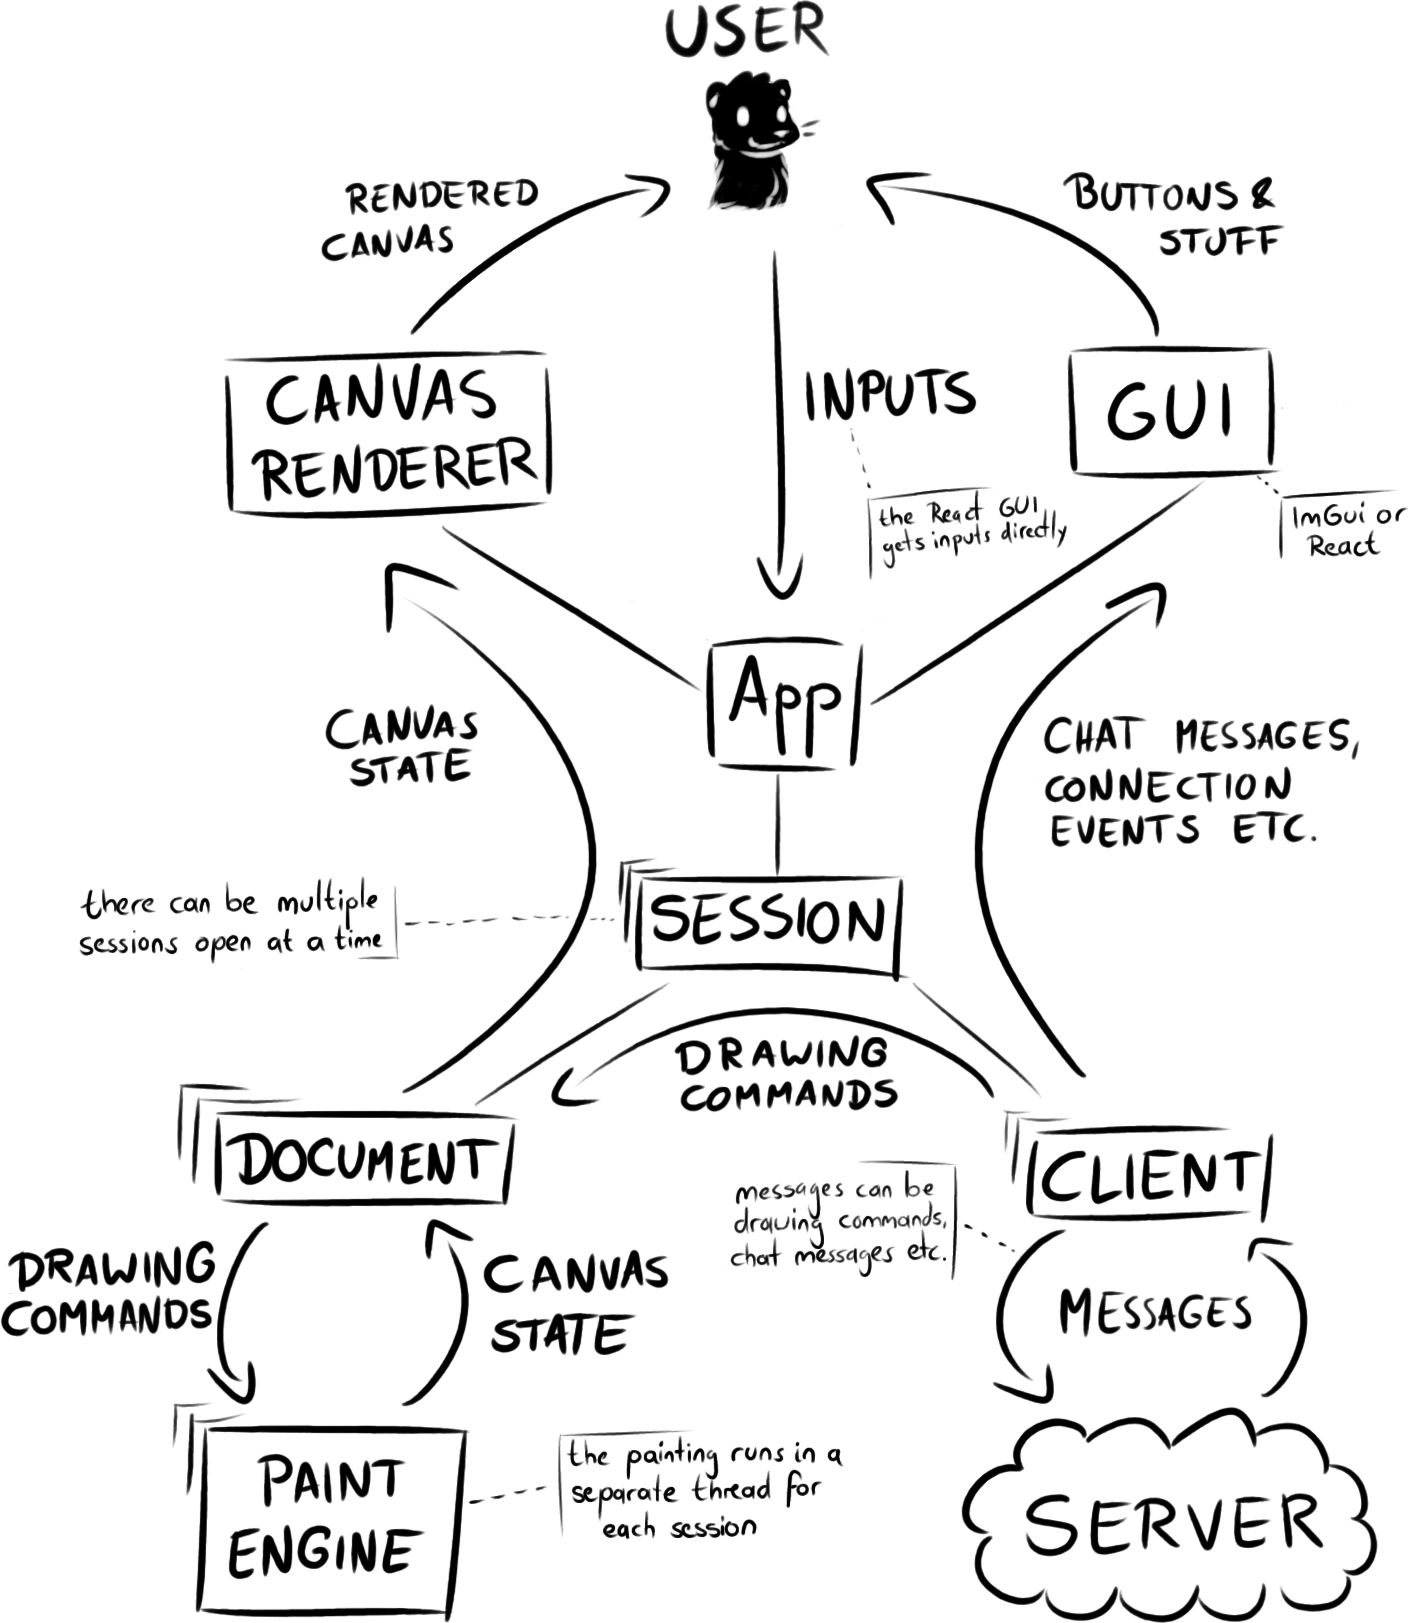 USER
RENDERED
CANVAS
BUTTONS &
STUFF
CANVAS
RENDERER
INPUTS
GUI
the React GUI
gets inputs directly
ImGui or
React
App
CANVAS
STATE
CHAT MESSAGES,
CONNECTION
EVENTS ETC.
there can be multiple
sessions open at a time
SESSION
DRAWING
COMMANDS
DOCUMENT
CLIENT
messages can be
drawing commands,
chat messages etc.
DRAWING
COMMANDS
CANVAS
STATE
MESSAGES
PAINT
ENGINE
the painting runs in a
separate thread for
each session
SERVER